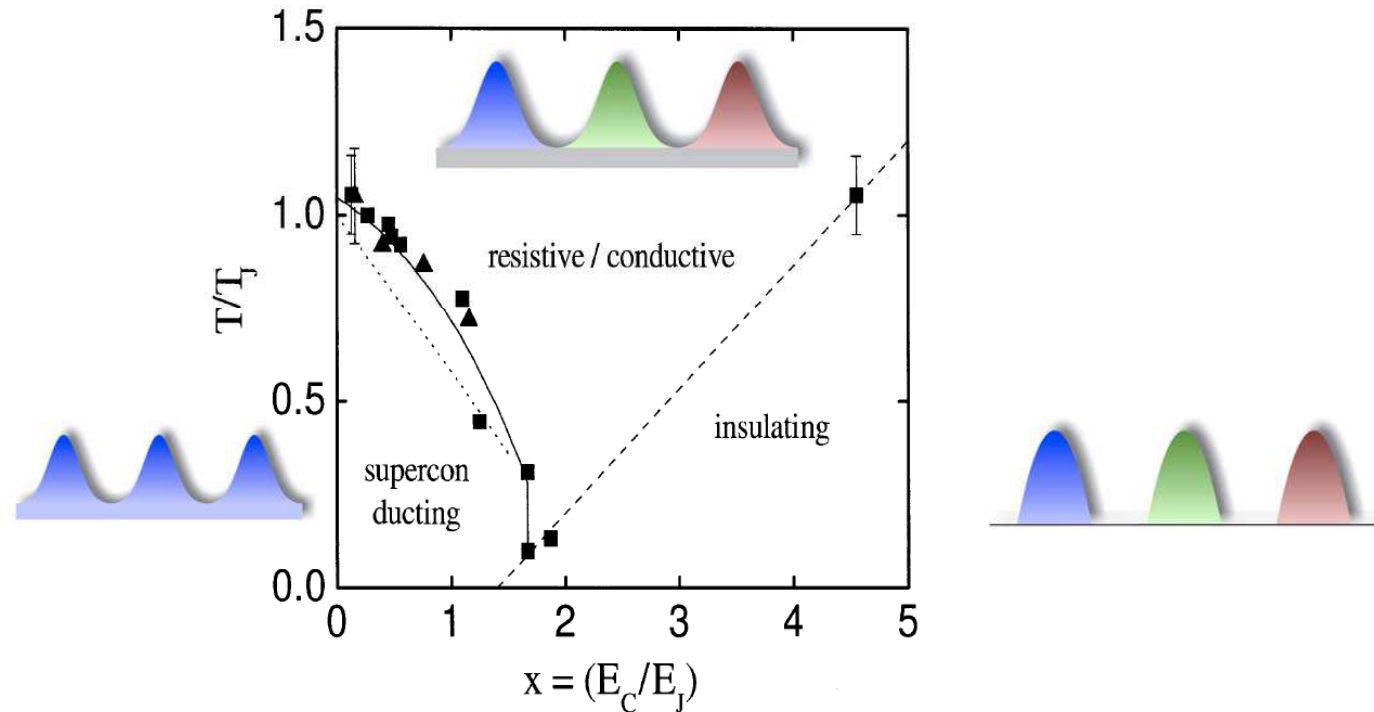 1.5
1.0
0.5
0.0
T/T_J
resistive / conductive
insulating
supercon
ducting
0 1 2 3 4 5
x = (E_C/E_J)